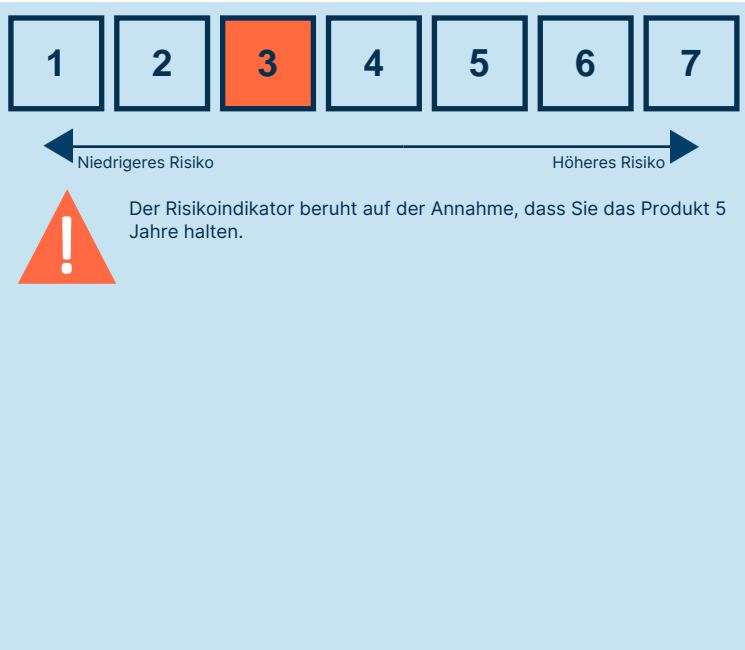 1 2 3 4 5 6 7
Niedrigeres Risiko Höheres Risiko
Der Risikoindikator beruht auf der Annahme, dass Sie das Produkt 5
Jahre halten.